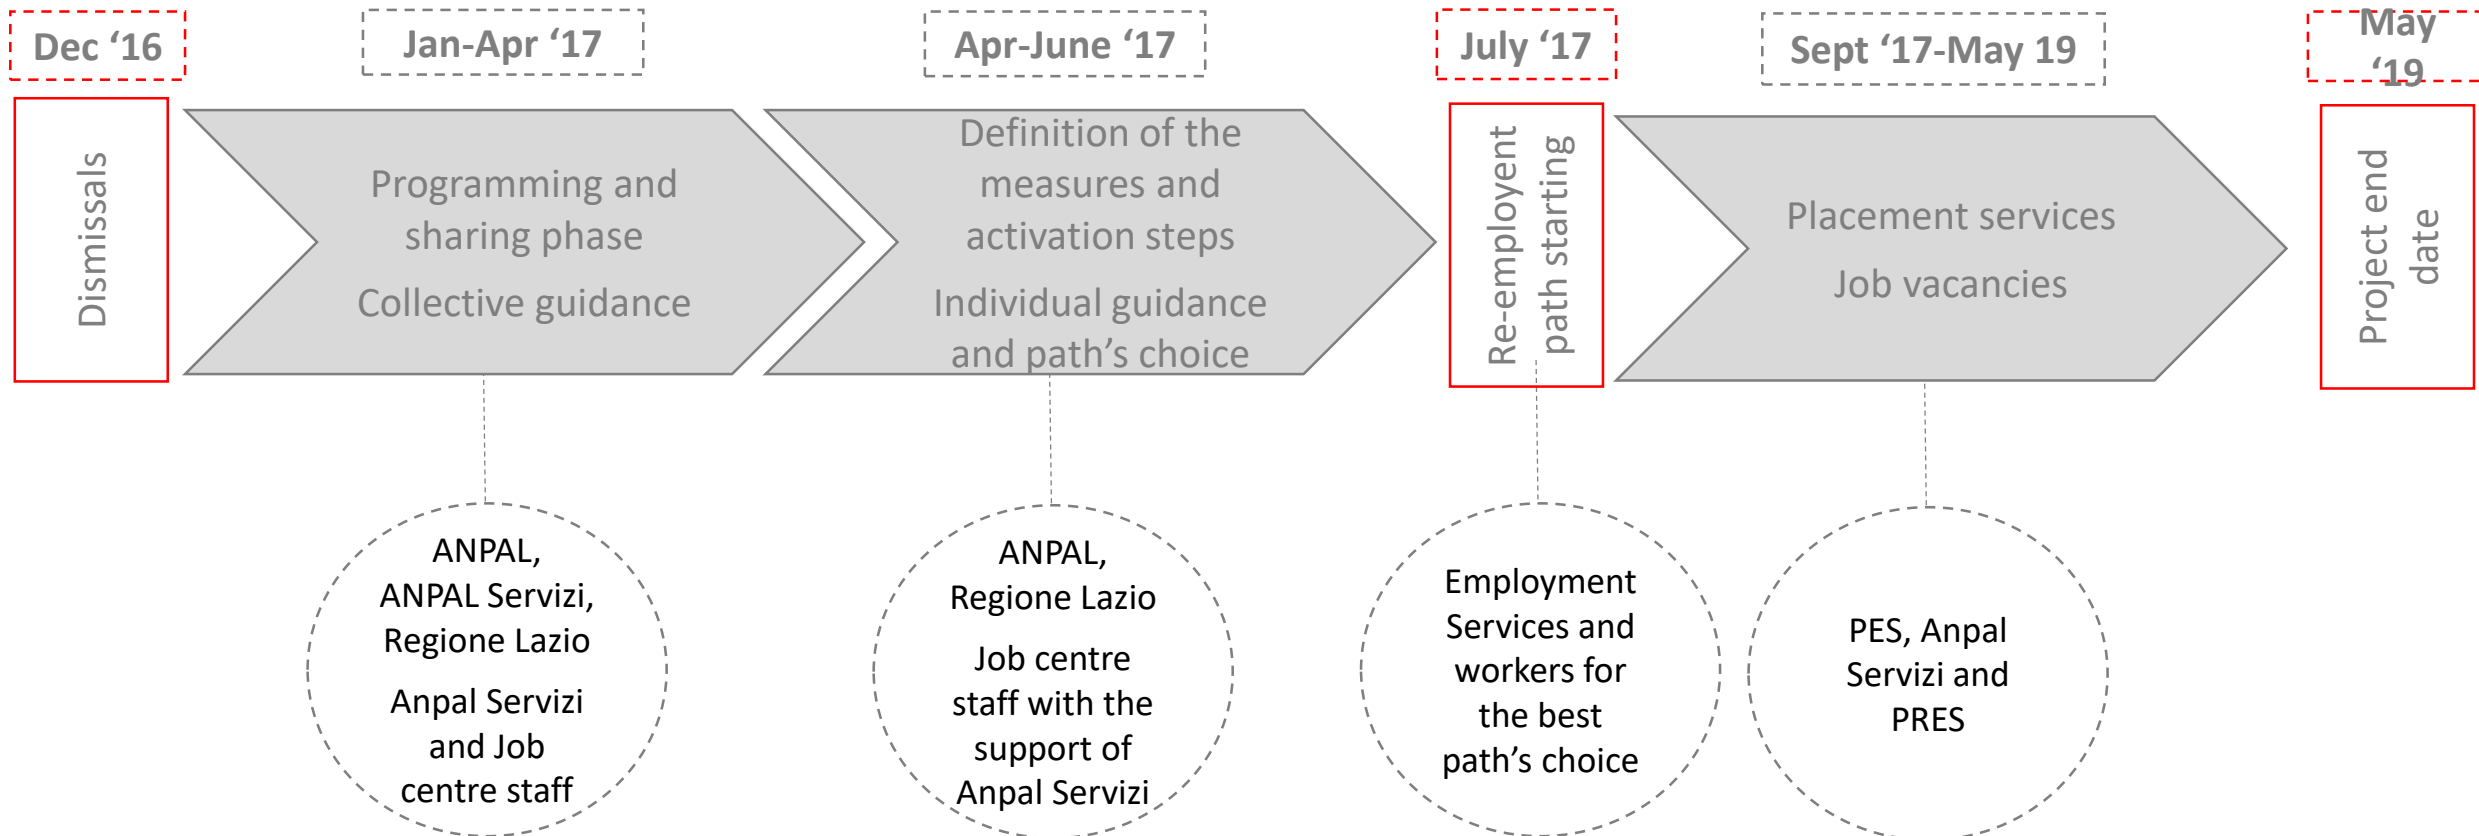 Dec ‘16
Jan-Apr ‘17
Apr-June ‘17
July ‘17
Sept ‘17-May 19
May
‘19
Dismissals
Programming and
sharing phase
Collective guidance
Definition of the
measures and
activation steps
Individual guidance
and path’s choice
Re-employent
path starting
Placement services
Job vacancies
Project end
date
ANPAL,
ANPAL Servizi,
Regione Lazio
Anpal Servizi
and Job
centre staff
ANPAL,
Regione Lazio
Job centre
staff with the
support of
Anpal Servizi
Employment
Services and
workers for
the best
path’s choice
PES, Anpal
Servizi and
PRES